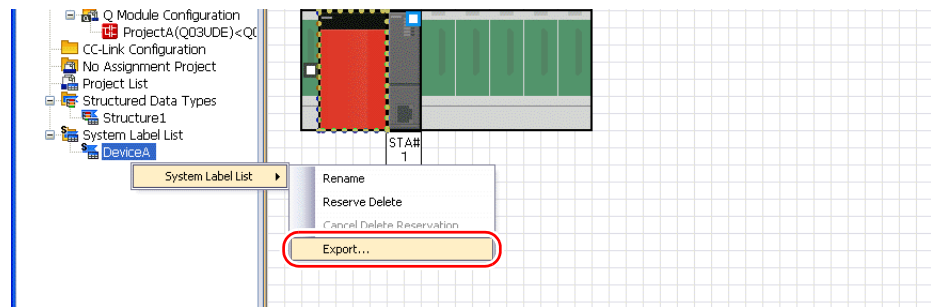 Q Module Configuration
ProjectA(Q03UDE)<Q(
CC-Link Configuration
No Assignment Project
Project List
Structured Data Types
Structure1
System Label List
DeviceA
STA#
1
System Label List
Rename
Reserve Delete
Cancel Delete Reservation
Export...